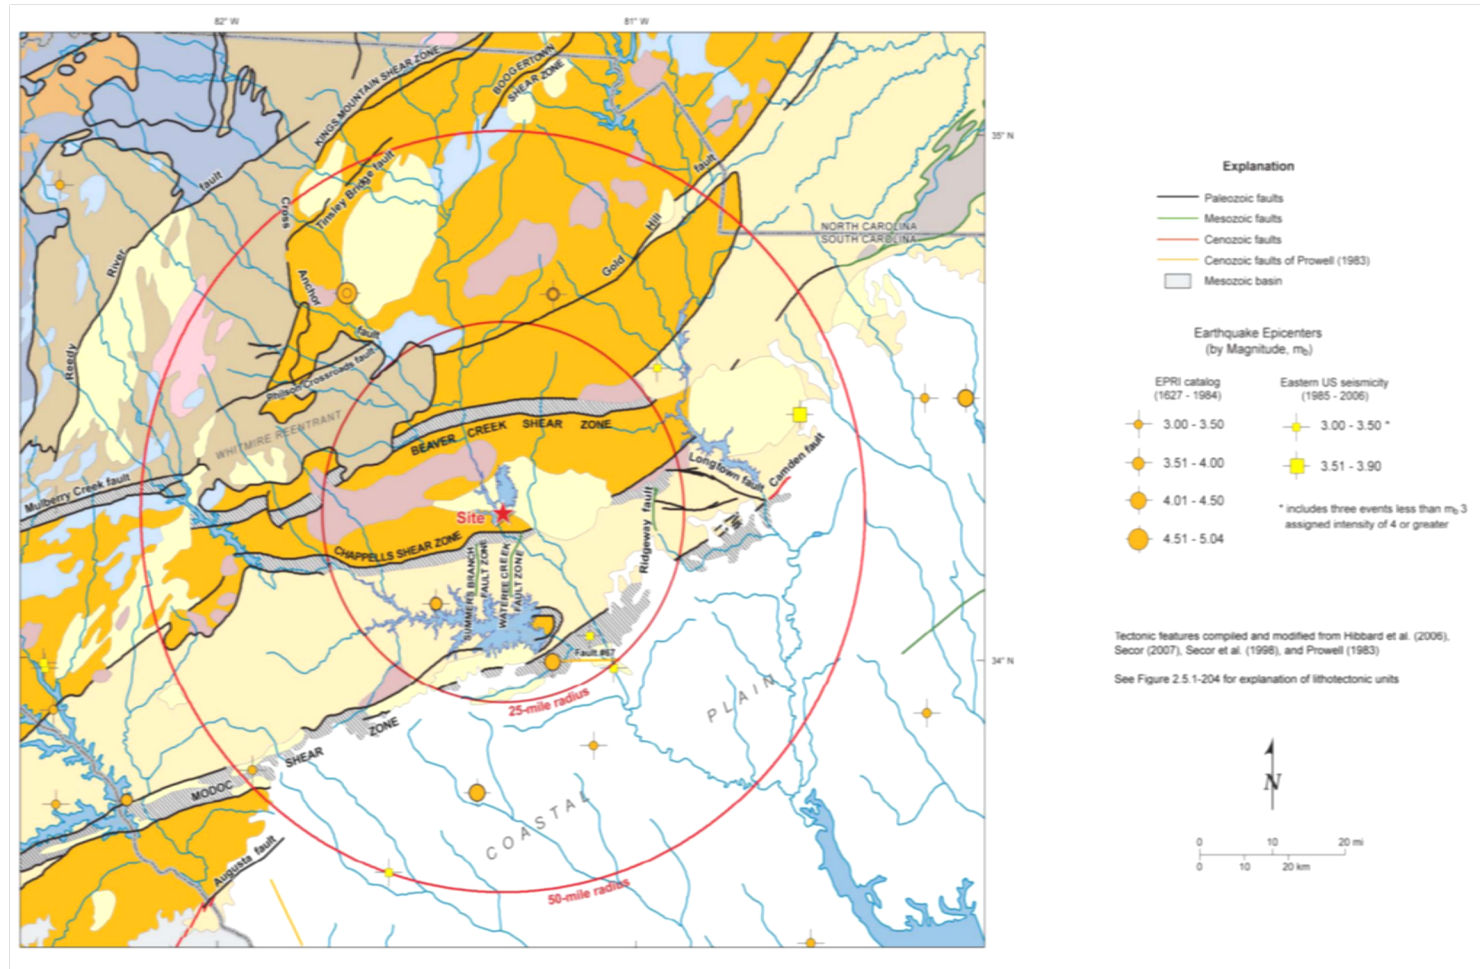 82° W
81° W
KINGS MOUNTAIN SHEAR ZONE
BOOGERTOWN
SHEAR ZONE
35° N
fault
Tinsley Bridge fault
Cross
Anchor
fault
Reedy
River
fault
Hill
Gold
NORTH CAROLINA
SOUTH CAROLINA
Philson Crossroads fault
WHITMIRE REENTRANT
BEAVER CREEK SHEAR ZONE
Mulberry Creek fault
Longtown fault
Camden fault
Site
CHAPPELLS SHEAR ZONE
Ridgeway fault
SUMMERS BRANCH
FAULT ZONE
WATEREE CREEK
FAULT ZONE
Fault #67
34° N
25-mile radius
PLAIN
MODOC SHEAR ZONE
COASTAL
Augusta fault
50-mile radius
Explanation
Paleozoic faults
Mesozoic faults
Cenozoic faults
Cenozoic faults of Prowell (1983)
Mesozoic basin
Earthquake Epicenters
(by Magnitude, mb)
EPRI catalog
(1627 - 1984)
3.00 - 3.50
3.51 - 4.00
4.01 - 4.50
4.51 - 5.04
Eastern US seismicity
(1985 - 2006)
3.00 - 3.50 *
3.51 - 3.90
* includes three events less than mb 3
assigned intensity of 4 or greater
Tectonic features compiled and modified from Hibbard et al. (2006),
Secor (2007), Secor et al. (1998), and Prowell (1983)
See Figure 2.5.1-204 for explanation of lithotectonic units
N
0 10 20 mi
0 10 20 km